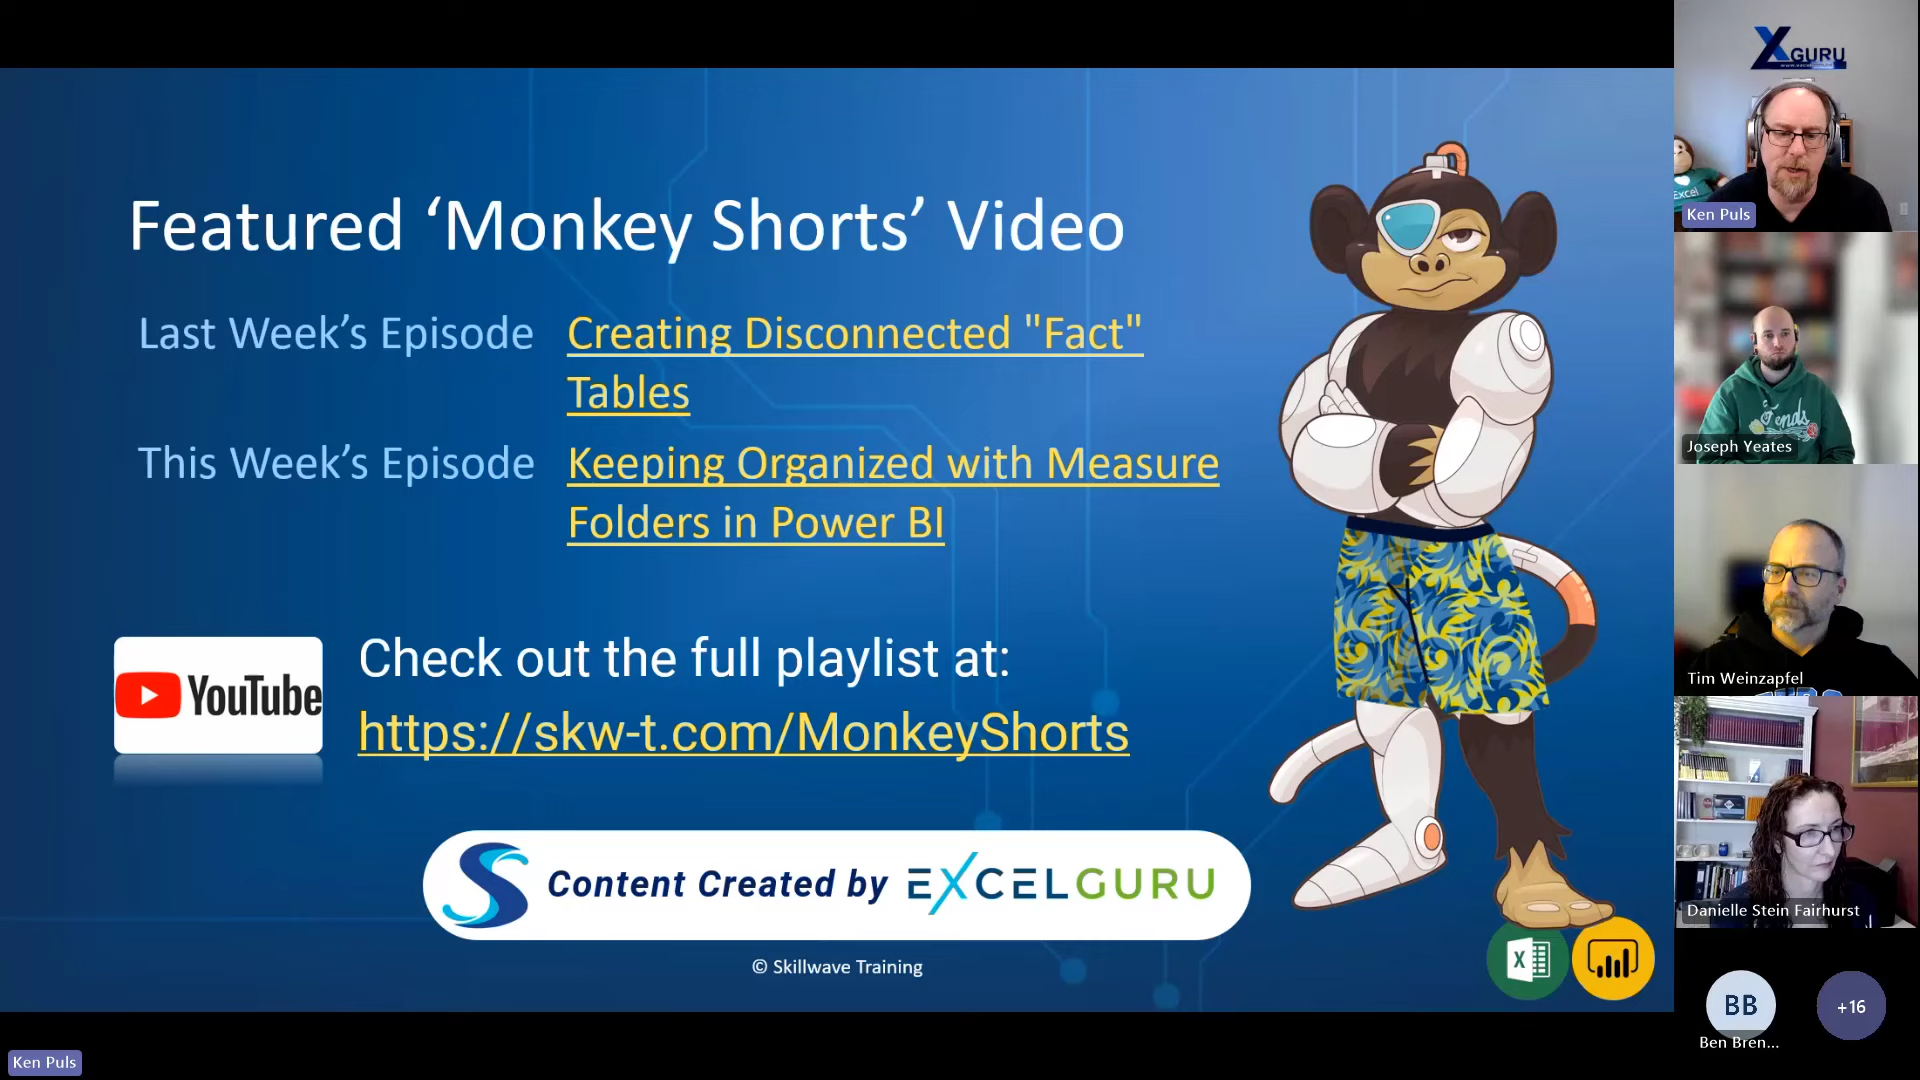 Featured ‘Monkey Shorts’ Video
Last Week’s Episode
Creating Disconnected "Fact"
Tables
This Week’s Episode
Keeping Organized with Measure
Folders in Power BI
YouTube
Check out the full playlist at:
https://skw-t.com/MonkeyShorts
Content Created by EXCELGURU
© Skillwave Training
X
XLGURU
Excel
Ken Puls
Joseph Yeates
Tim Weinzapfel
Danielle Stein Fairhurst
BB
+16
Ben Bren...
Ken Puls